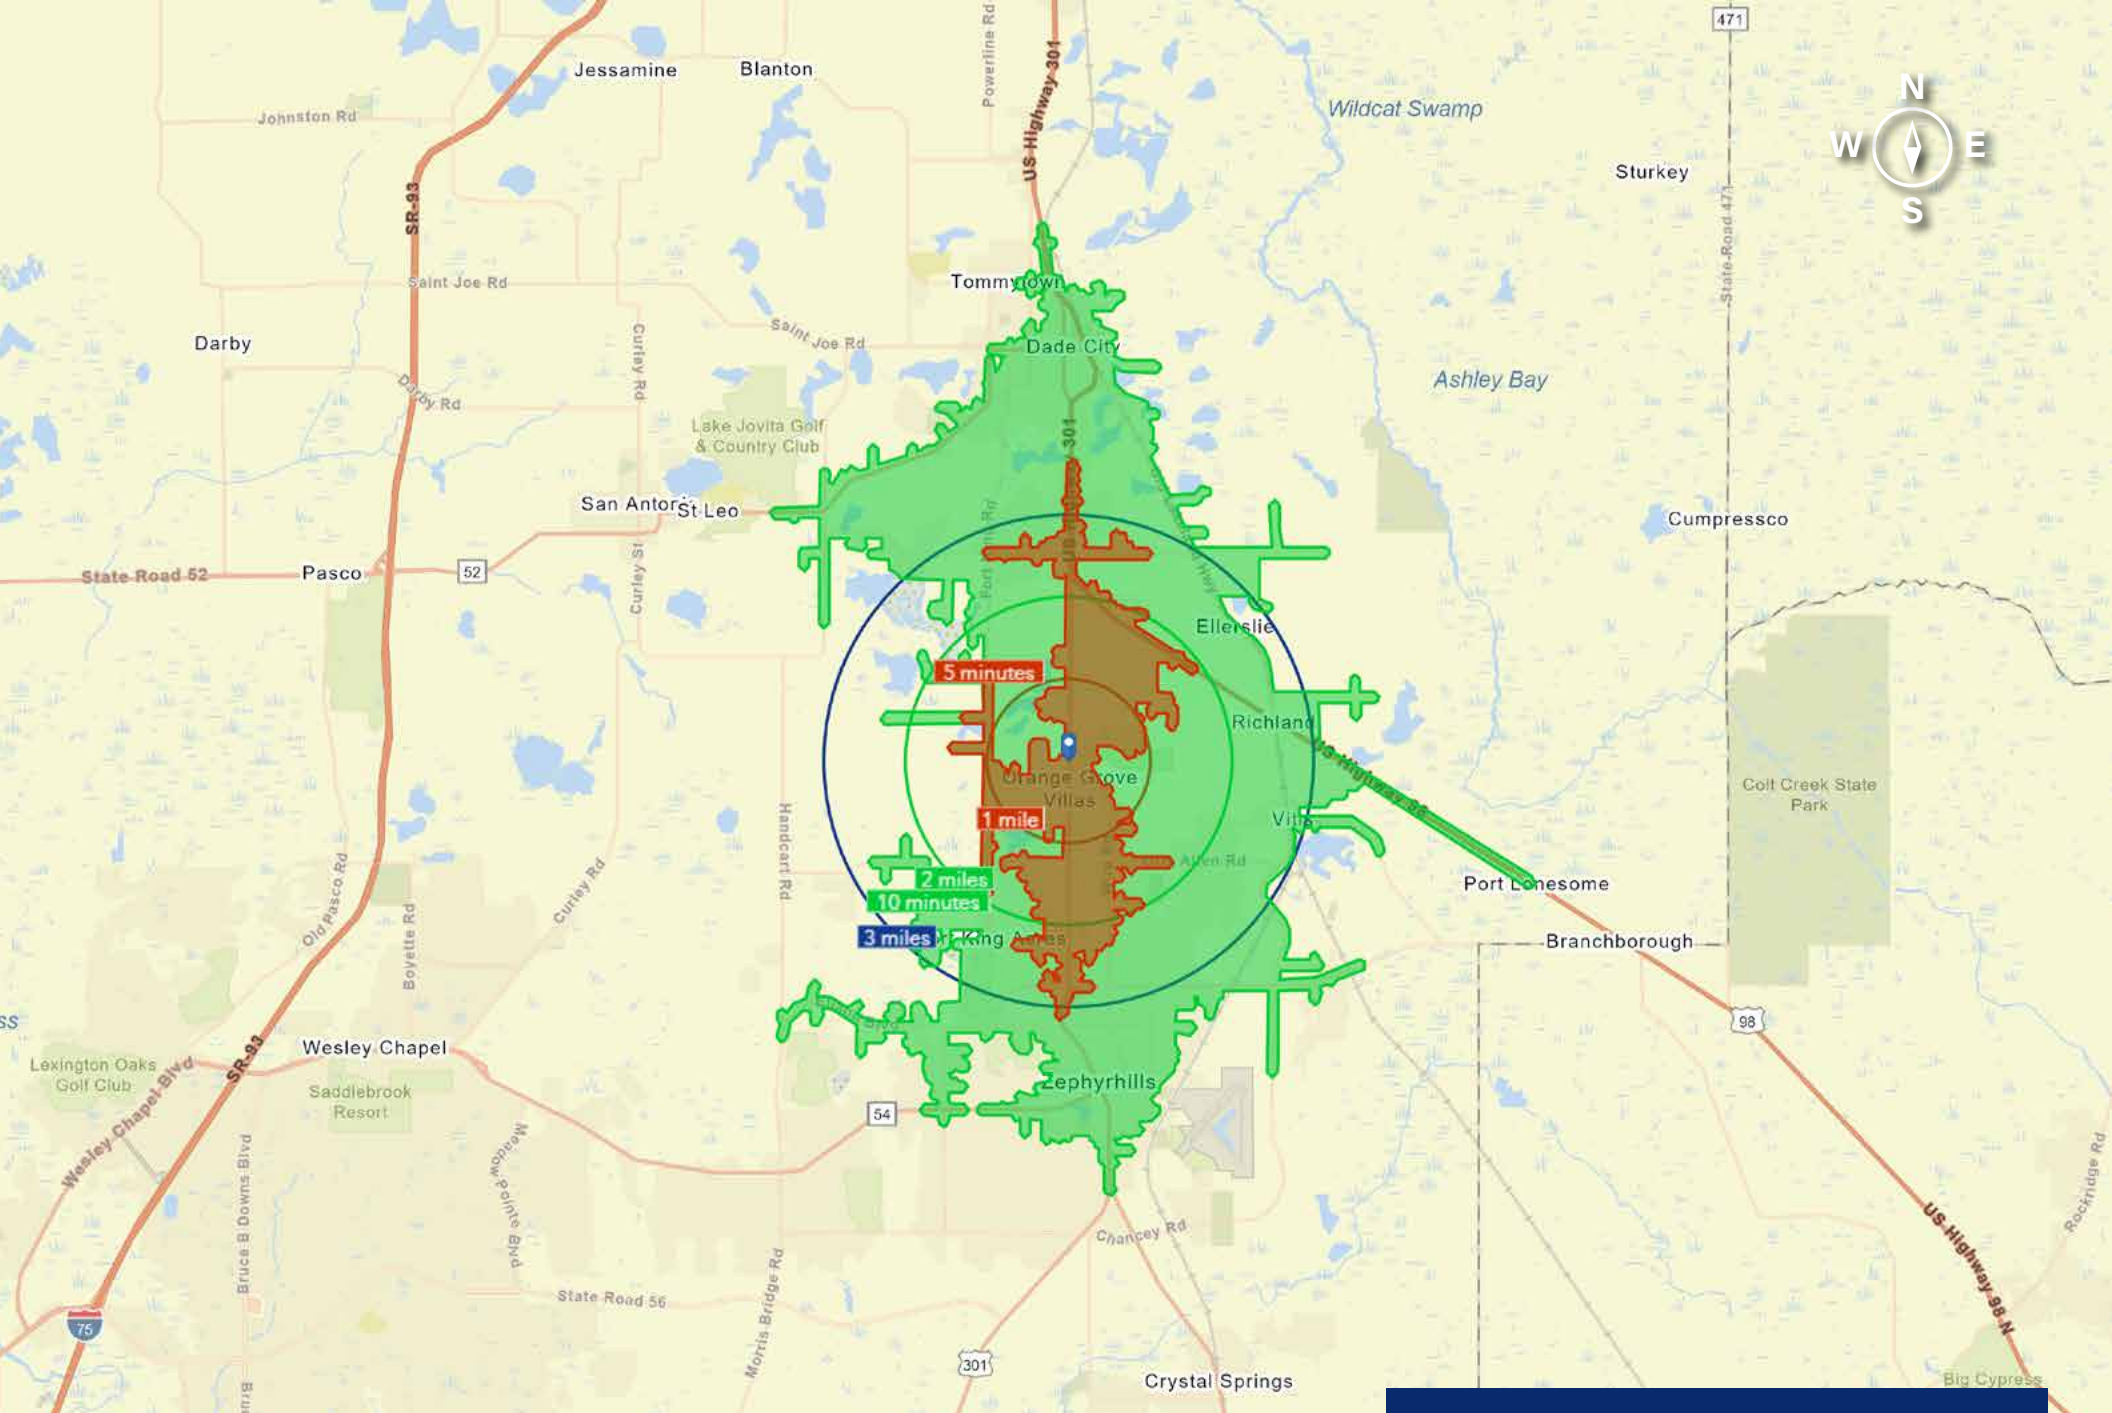 471
Jessamine
Blanton
Powerline Rd
US Highway 301
N
W
E
S
Wildcat Swamp
Johnston Rd
Sturkey
SR-93
State Road 471
Saint Joe Rd
Tommytown
Darby
Curley Rd
Saint Joe Rd
Dade City
Ashley Bay
Darby Rd
Lake Jovita Golf
& Country Club
301
San Anton
St Leo
Cumpressco
State Road 52
Pasco
52
Curley St
Hwy
Ellerslie
5 minutes
Richland
US Highway 98
Orange Grove
Villas
Colt Creek State
Park
Handcart Rd
1 mile
Vitis
Allen Rd
2 miles
10 minutes
Port Lonesome
Old Pasco Rd
Boyette Rd
Curley Rd
3 miles
King Acres
Branchborough
98
ss
Blvd
Wesley Chapel
SR-93
Lexington Oaks
Golf Club
Wesley Chapel Blvd
Saddlebrook
Resort
Zephyrhills
54
Meadow Pointe Blvd
Bruce B Downs Blvd
Rockridge Rd
Chancey Rd
US Highway 98 N
State Road 56
Morris Bridge Rd
75
301
Crystal Springs
Big Cypress